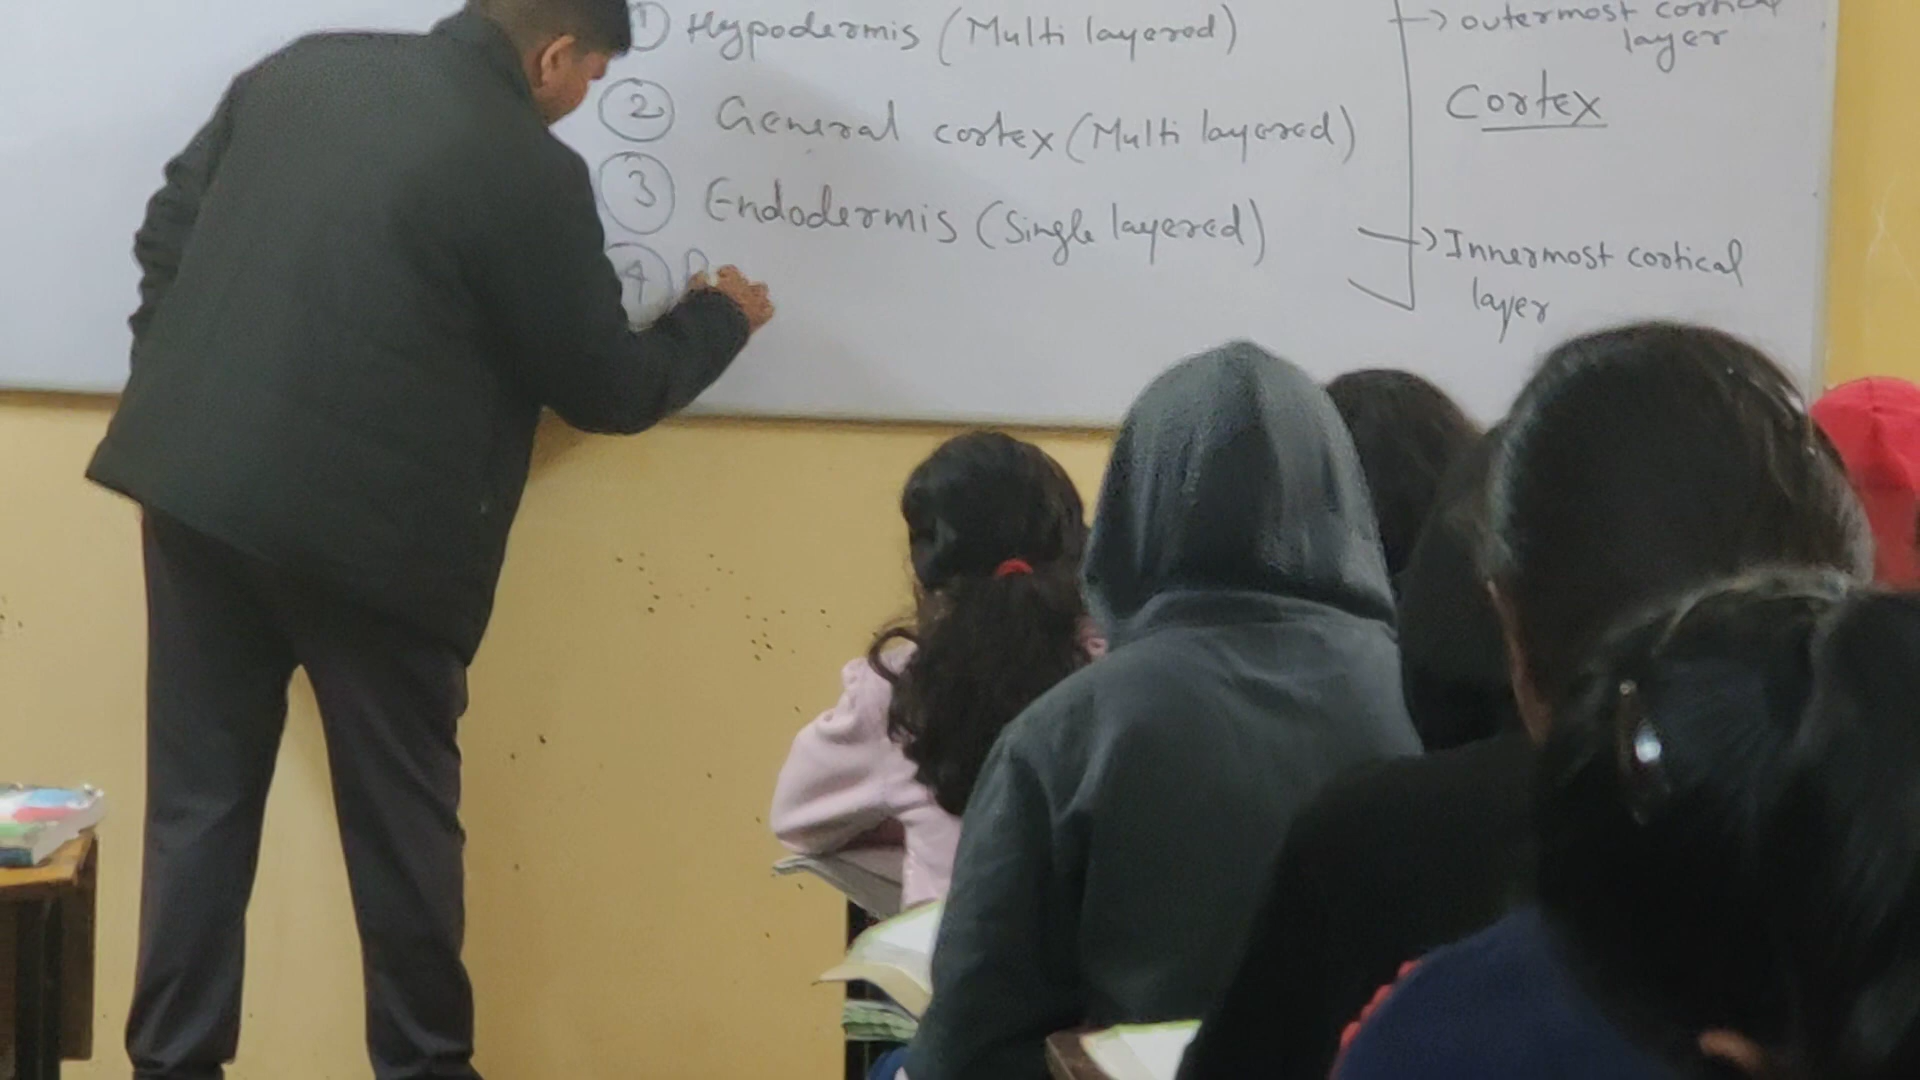 ① Hypodermis (Multi layered)
→ outermost cortical
layer
Cortex
② General cortex (Multi layered)
③ Endodermis (Single layered)
→ Innermost cortical
layer
④ P